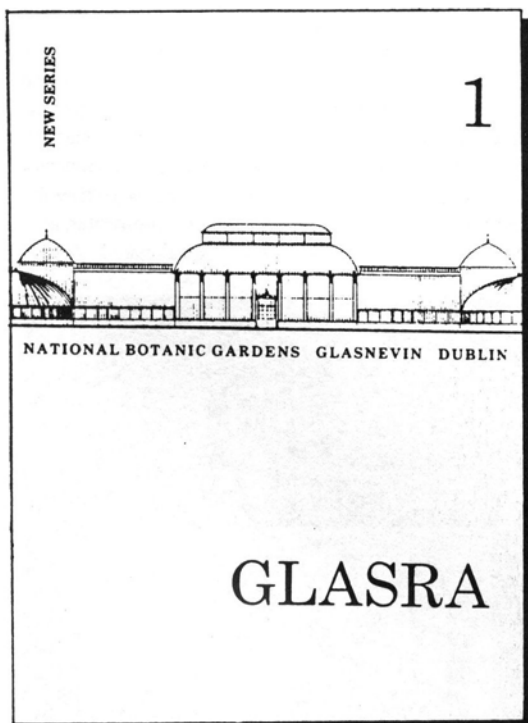 NEW SERIES
1
NATIONAL BOTANIC GARDENS GLASNEVIN DUBLIN
GLASRA